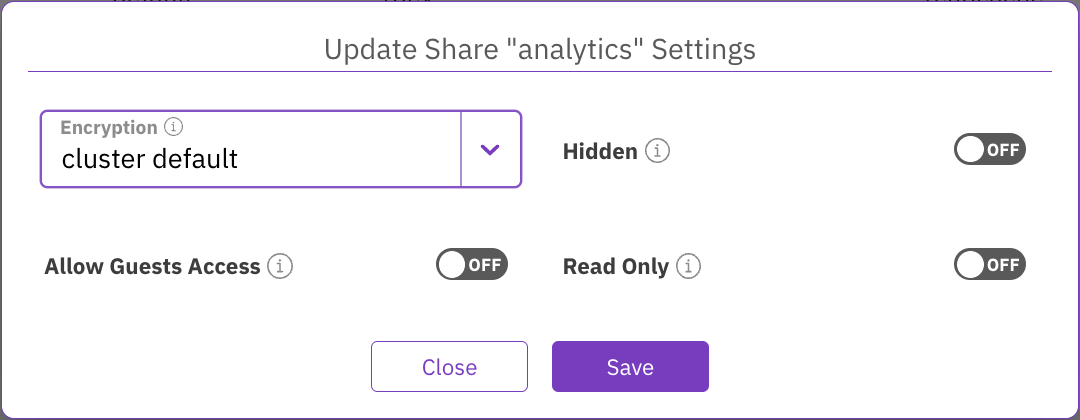 Update Share "analytics" Settings
Encryption
cluster default
Hidden
OFF
Allow Guests Access
OFF
Read Only
OFF
Close
Save